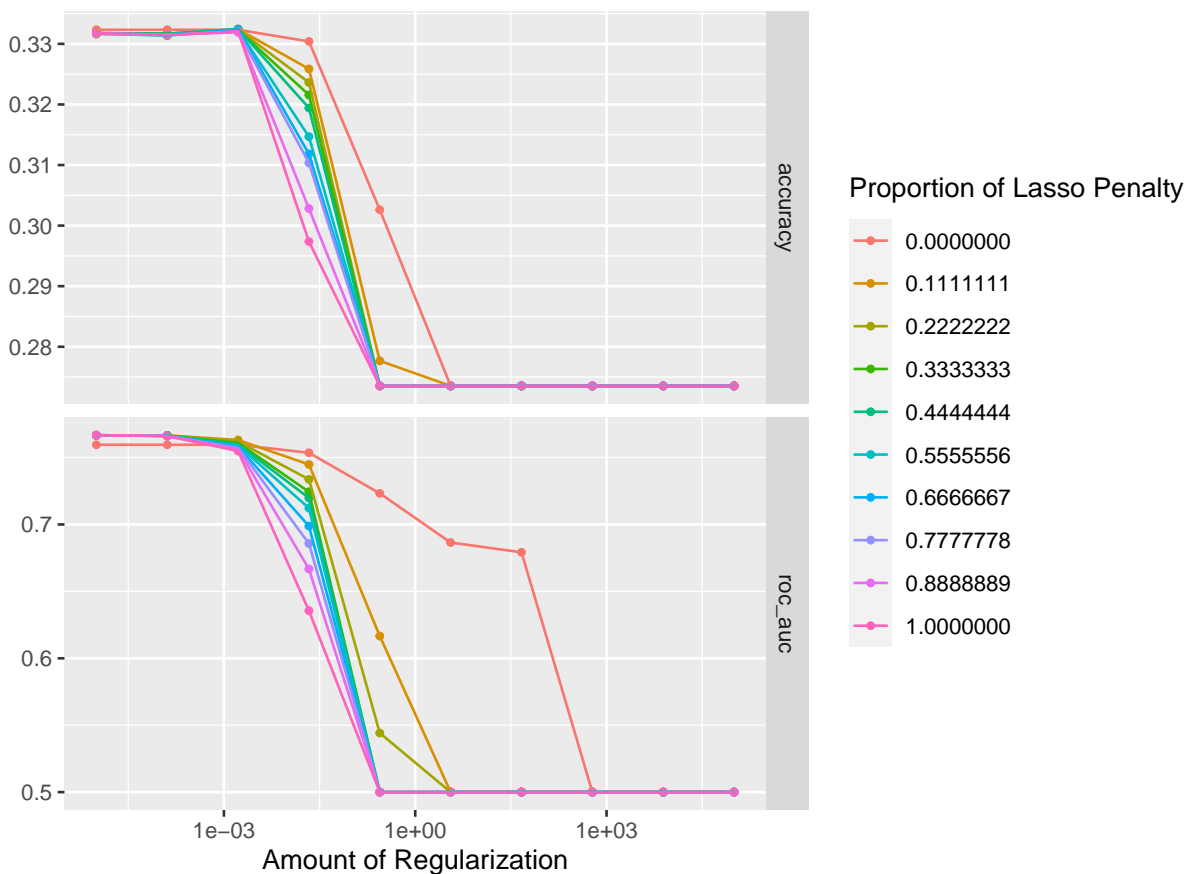 0.33
0.32
0.31
0.30
0.29
0.28
accuracy
0.7
0.6
0.5
roc_auc
1e−03
1e+00
1e+03
Amount of Regularization
Proportion of Lasso Penalty
0.0000000
0.1111111
0.2222222
0.3333333
0.4444444
0.5555556
0.6666667
0.7777778
0.8888889
1.0000000